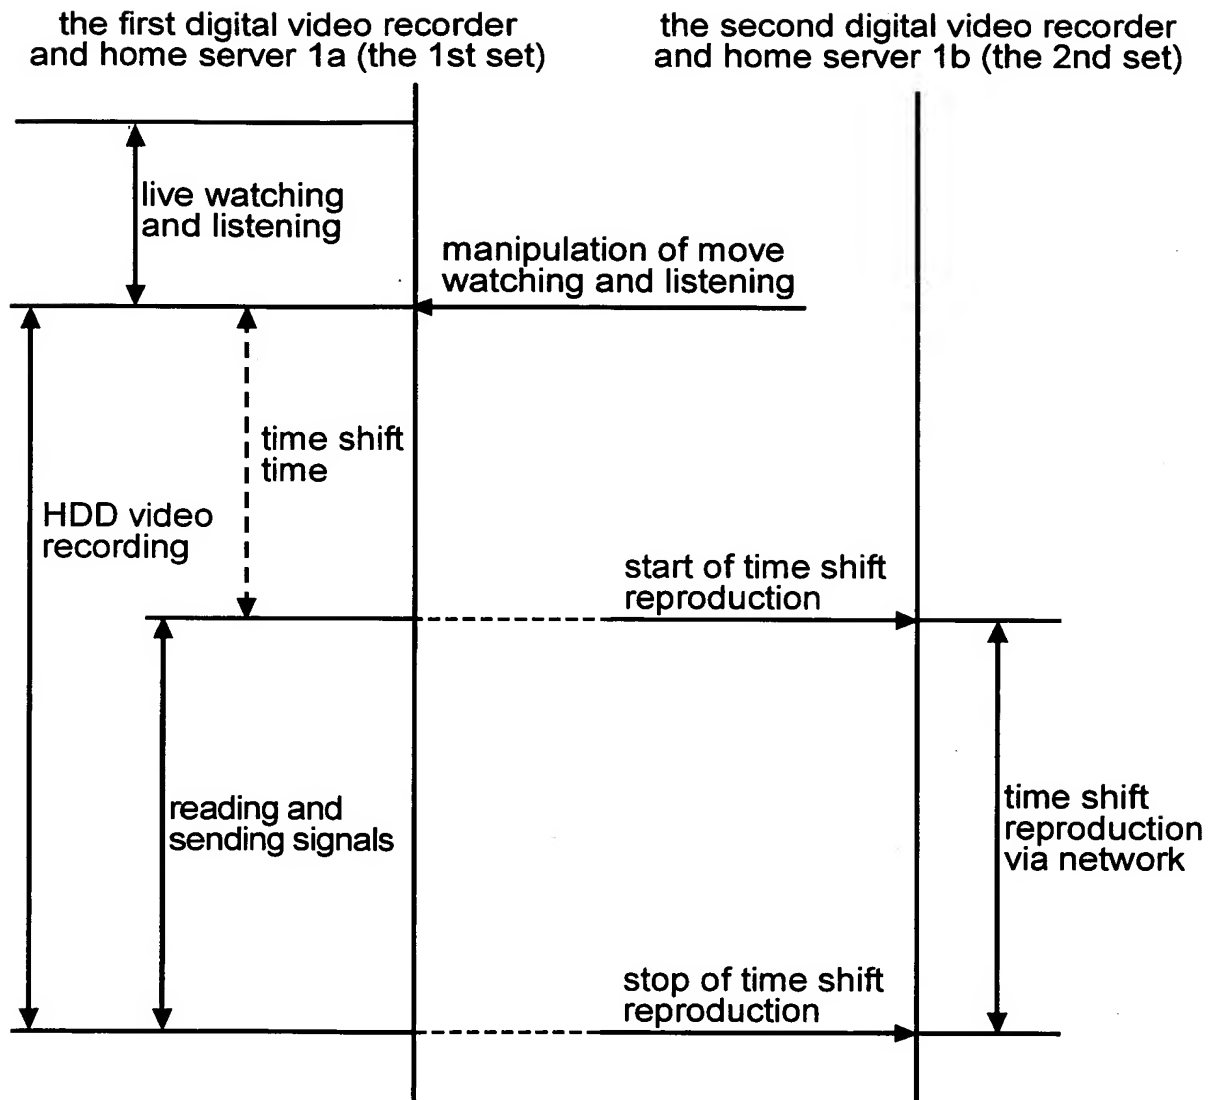 the first digital video recorder
and home server 1a (the 1st set)
the second digital video recorder
and home server 1b (the 2nd set)
live watching
and listening
manipulation of move
watching and listening
time shift
time
HDD video
recording
start of time shift
reproduction
reading and
sending signals
time shift
reproduction
via network
stop of time shift
reproduction